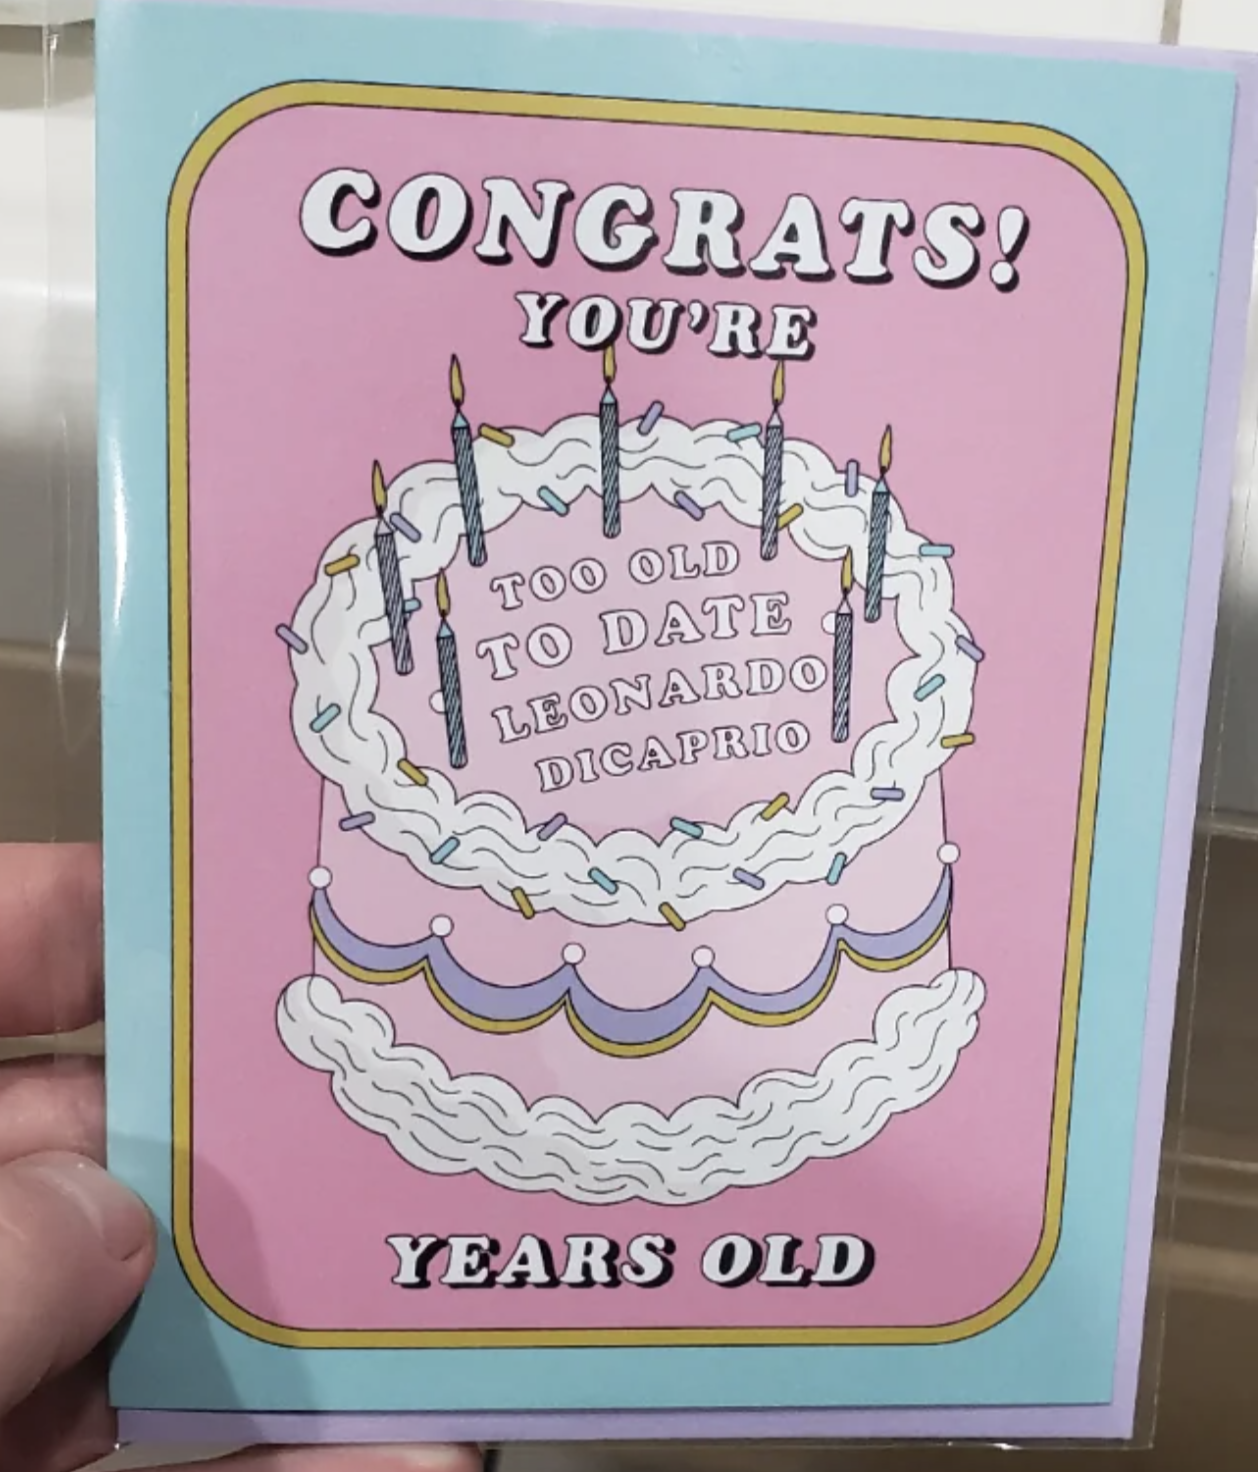 CONGRATS!
YOU'RE
TOO OLD
TO DATE
LEONARDO
DICAPRIO
YEARS OLD